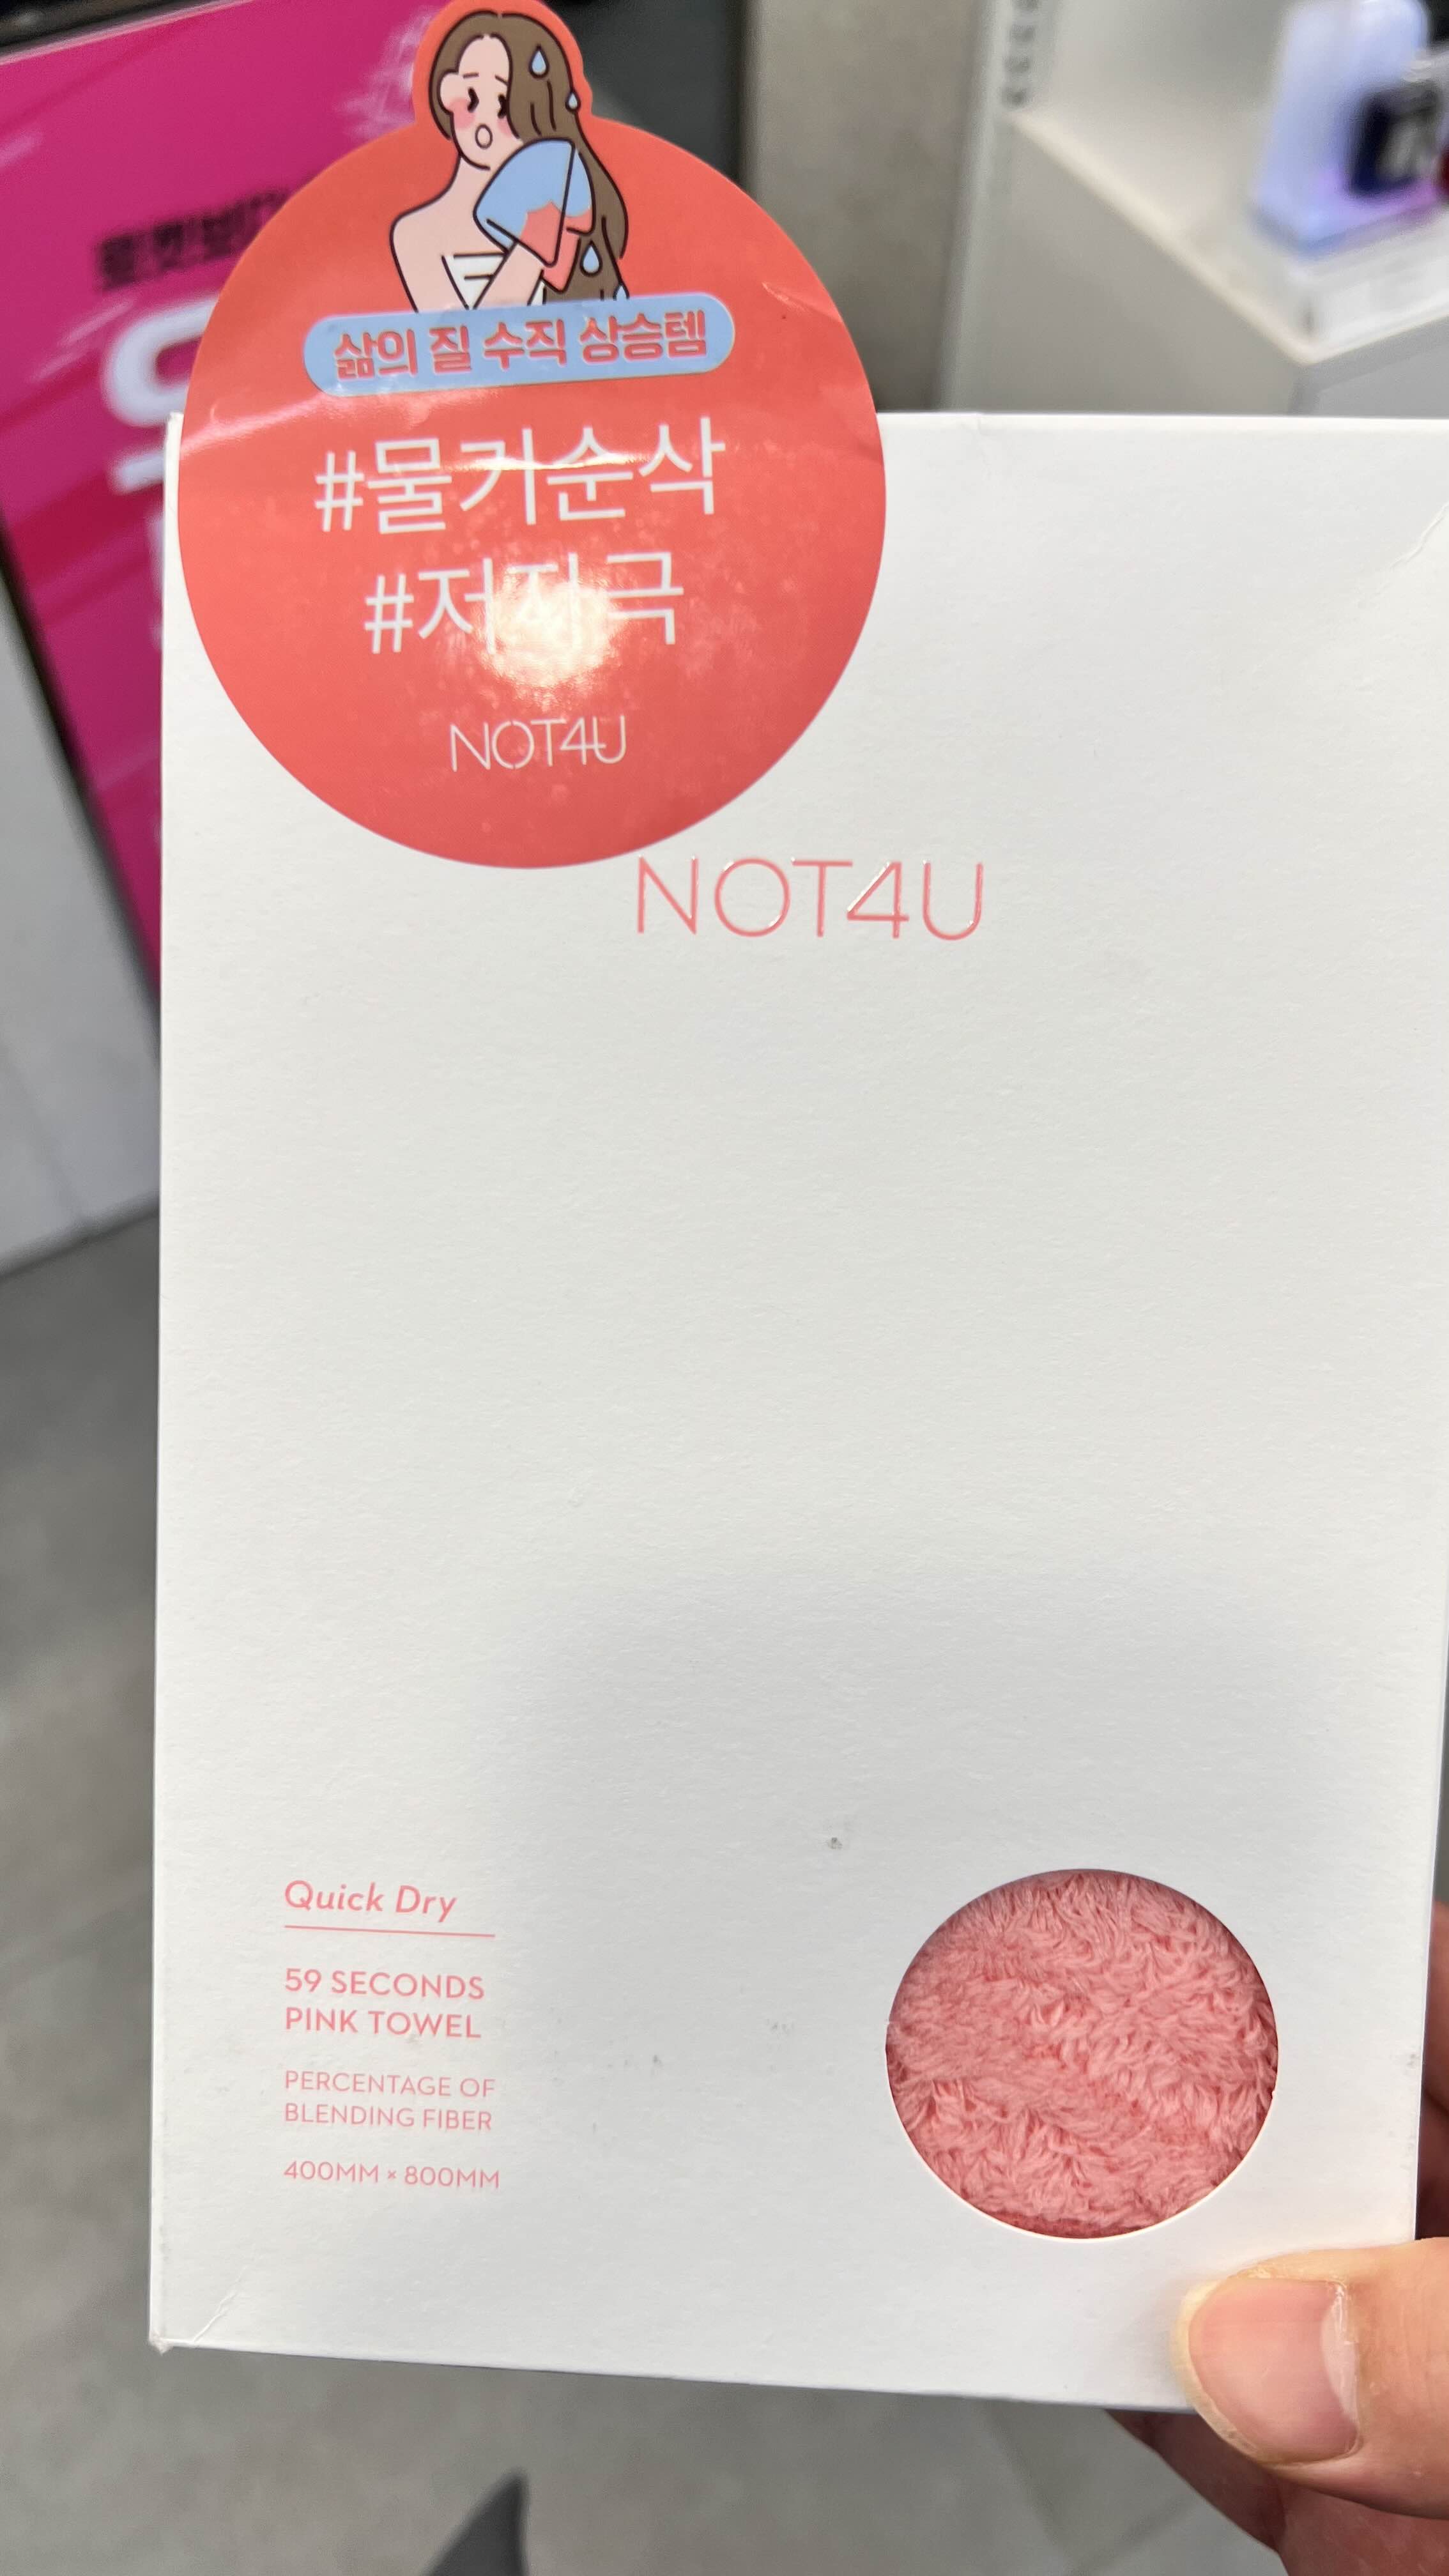 삶의 질 수직 상승템
#물기순삭
#저자극
NOT4U
NOT4U
Quick Dry
59 SECONDS
PINK TOWEL
PERCENTAGE OF
BLENDING FIBER
400MM × 800MM